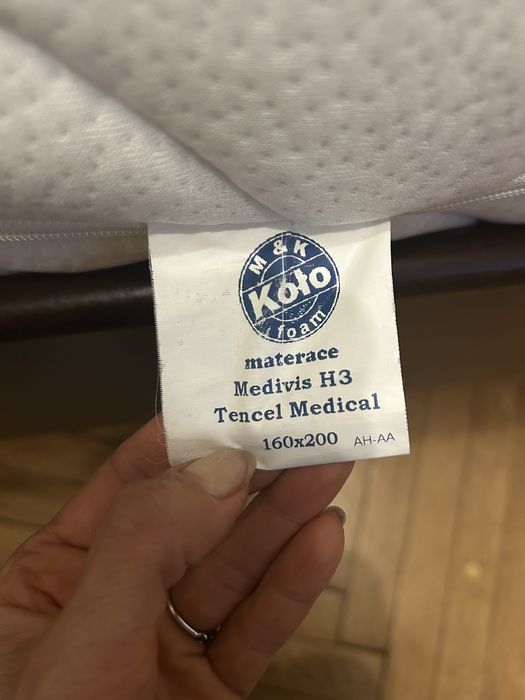 M & K
Koło
foam
materace
Medivis H3
Tencel Medical
160x200 AH-AA